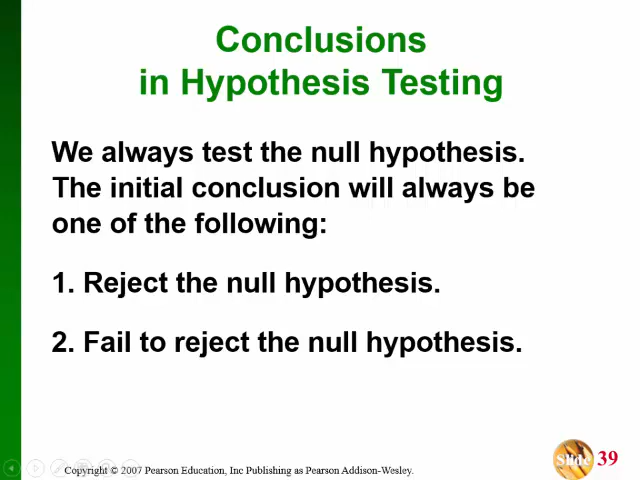 Conclusions
in Hypothesis Testing
We always test the null hypothesis.
The initial conclusion will always be
one of the following:
1. Reject the null hypothesis.
2. Fail to reject the null hypothesis.
Slide 39
Copyright © 2007 Pearson Education, Inc Publishing as Pearson Addison-Wesley.